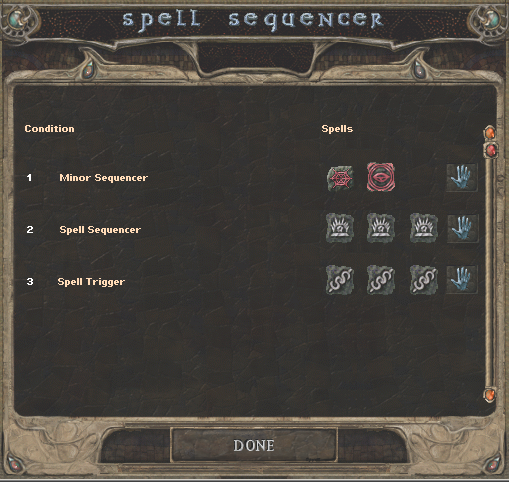 spell sequencer
Condition Spells
1 Minor Sequencer
2 Spell Sequencer
3 Spell Trigger
DONE